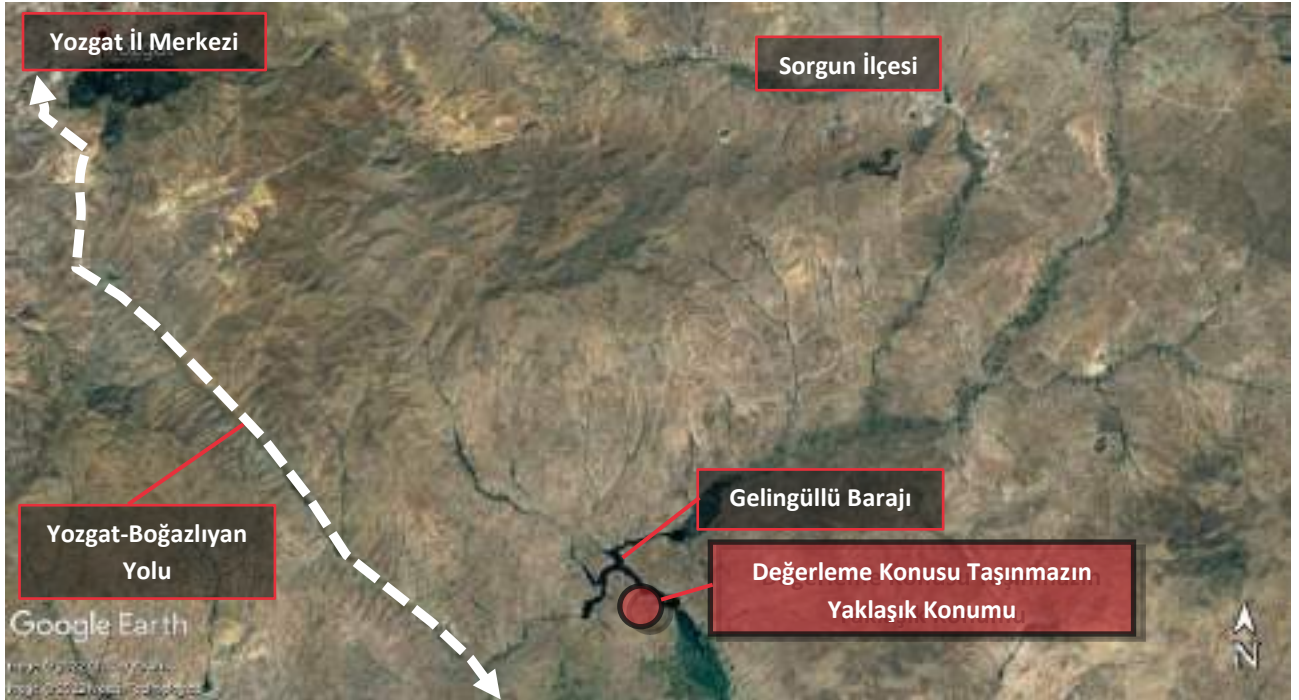 Yozgat İl Merkezi
Sorgun İlçesi
Gelingüllü Barajı
Değerleme Konusu Taşınmazın
Yaklaşık Konumu
Yozgat-Boğazlıyan
Yolu
Google Earth
N